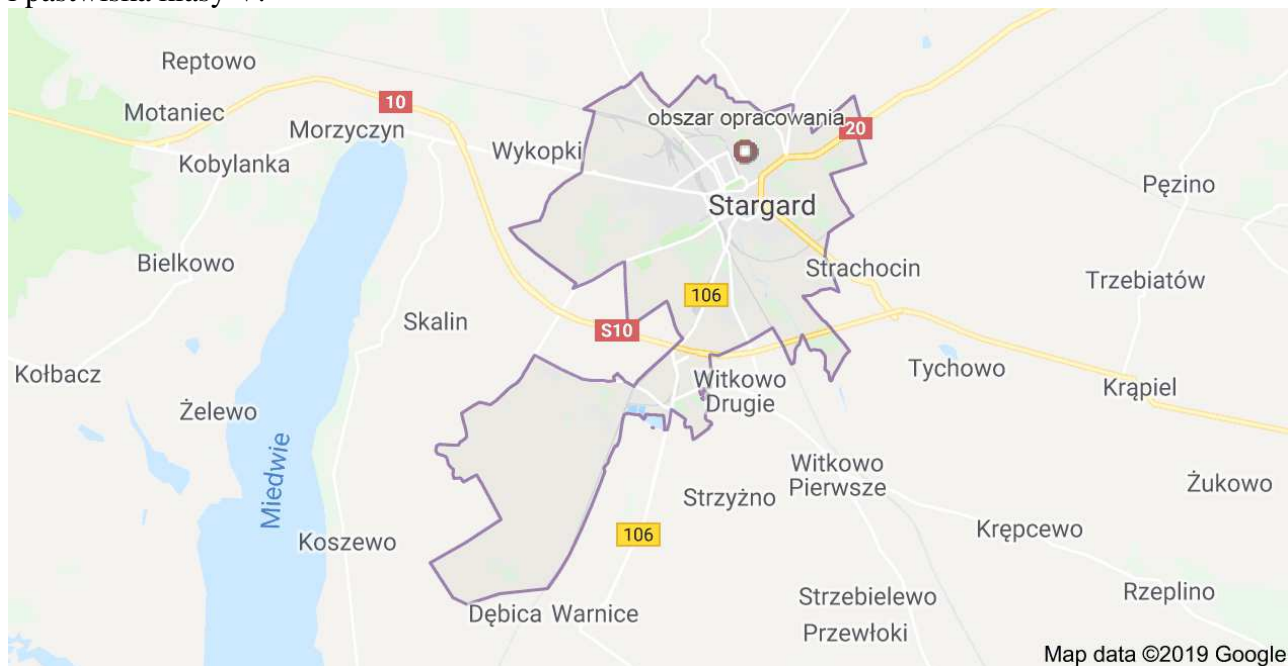 Reptowo
Motaniec
10
Morzyczyn
Kobylanka
Wykopki
obszar opracowania
20
Pęzino
Stargard
Bielkowo
Strachocin
Trzebiatów
106
Skalin
S10
Kołbacz
Witkowo
Drugie
Tychowo
Krąpiel
Żelewo
Miedwie
Witkowo
Pierwsze
Strzyżno
Żukowo
Koszewo
106
Krępcewo
Dębica Warnice
Strzebielewo
Przewłoki
Rzeplino
Map data ©2019 Google